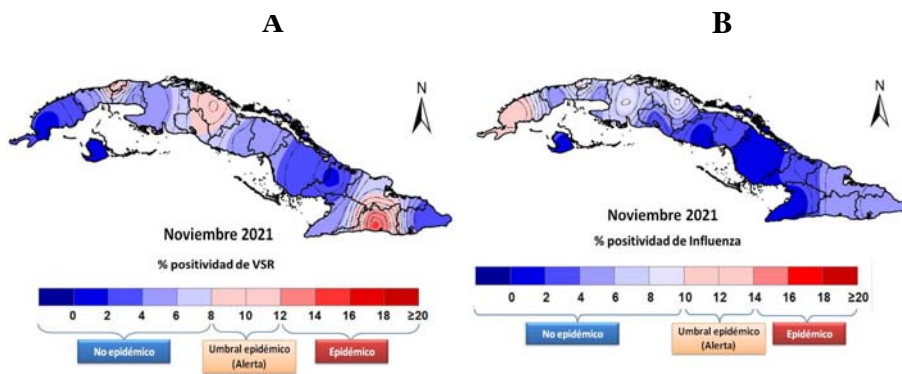 A
N
Noviembre 2021
% positividad de VSR
0 2 4 6 8 10 12 14 16 18 ≥20
No epidémico
Umbral epidémico
(Alerta)
Epidémico
B
N
Noviembre 2021
% positividad de Influenza
0 2 4 6 8 10 12 14 16 18 ≥20
No epidémico
Umbral epidémico
(Alerta)
Epidémico